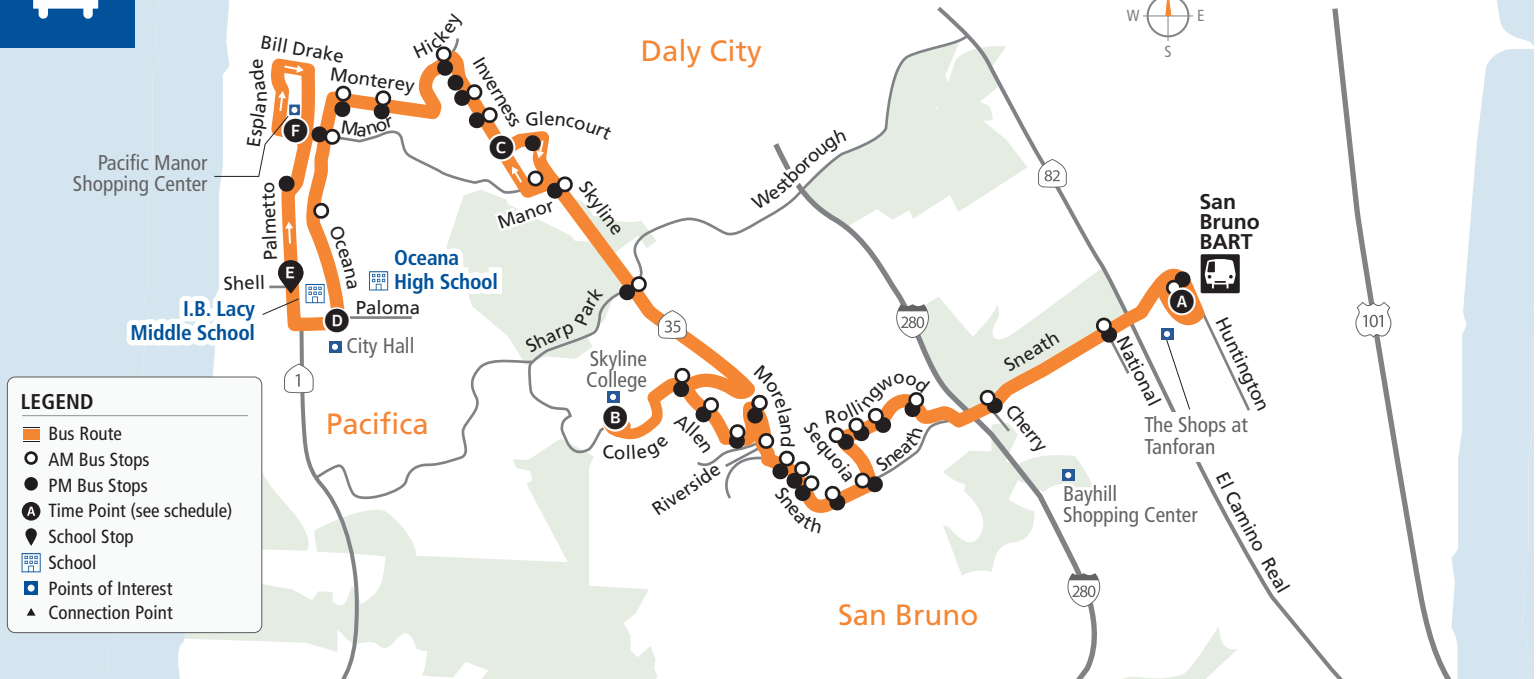 W E
S
Daly City
Bill Drake
Esplanade
Monterey
Hickey
Inverness
Glencourt
Manor
F
C
Pacific Manor
Shopping Center
Manor
Skyline
Westborough
82
San
Bruno
BART
A
Palmetto
Oceana
Shell
E
Oceana
High School
I.B. Lacy
Middle School
D
Paloma
City Hall
Sharp Park
35
280
101
Huntington
Sneath
National
The Shops at
Tanforan
1
Skyline
College
B
College
Allen
Moreland
Rollingwood
Sequoia
Sneath
Cherry
Riverside
Sneath
Pacifica
Bayhill
Shopping Center
El Camino Real
280
San Bruno
LEGEND
Bus Route
AM Bus Stops
PM Bus Stops
A Time Point (see schedule)
School Stop
School
Points of Interest
Connection Point